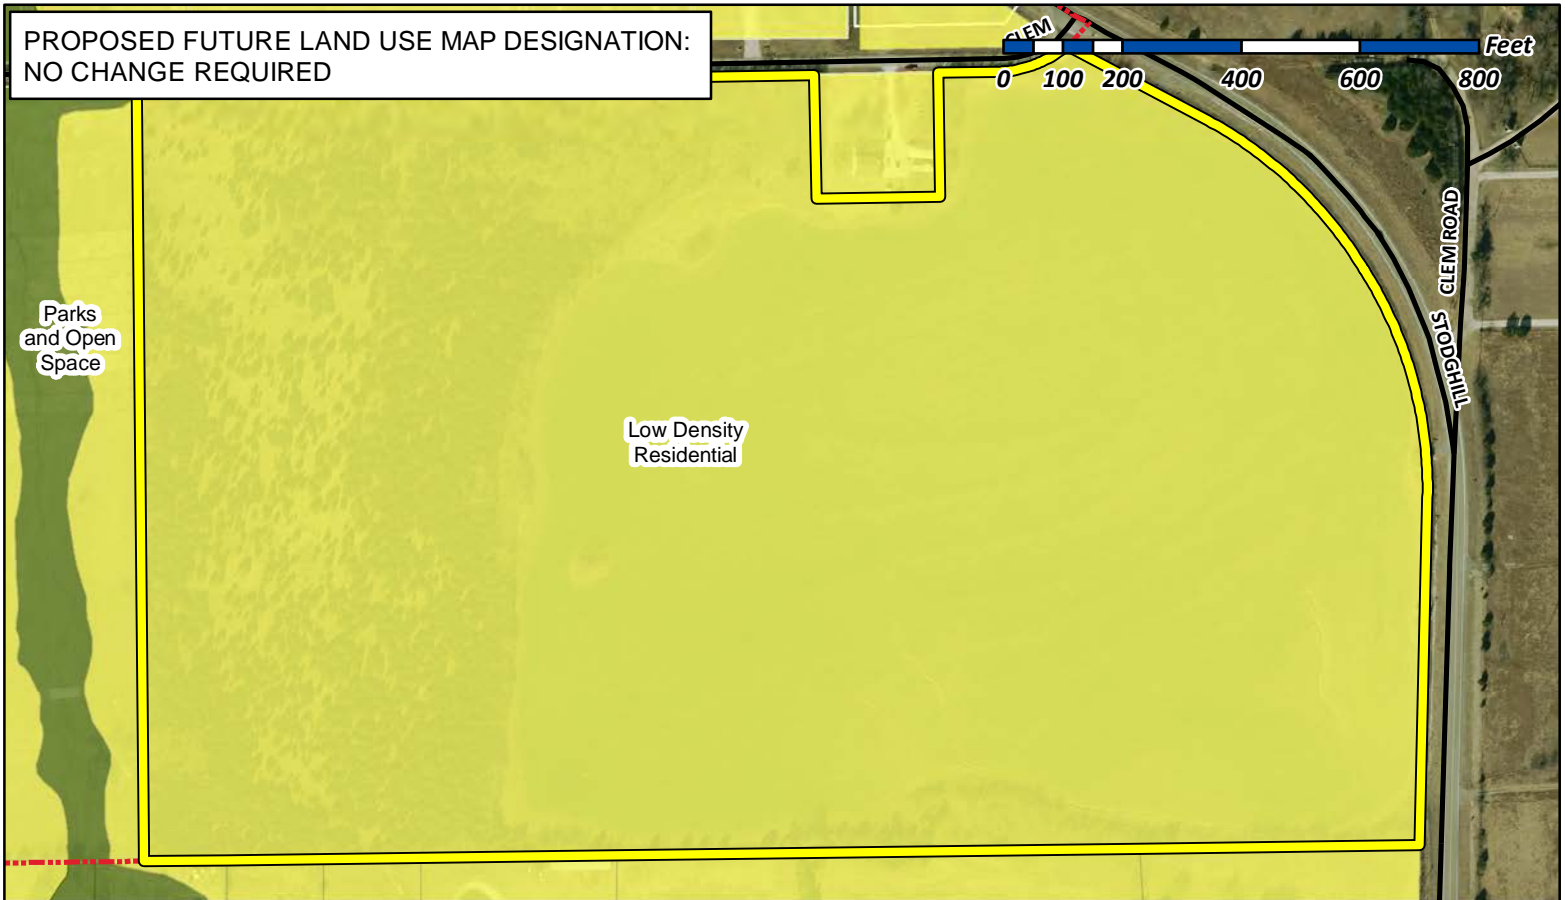 PROPOSED FUTURE LAND USE MAP DESIGNATION:
NO CHANGE REQUIRED
CLEM
Feet
0 100 200 400 600 800
CLEM ROAD
STODGHILL
Parks
and Open
Space
Low Density
Residential